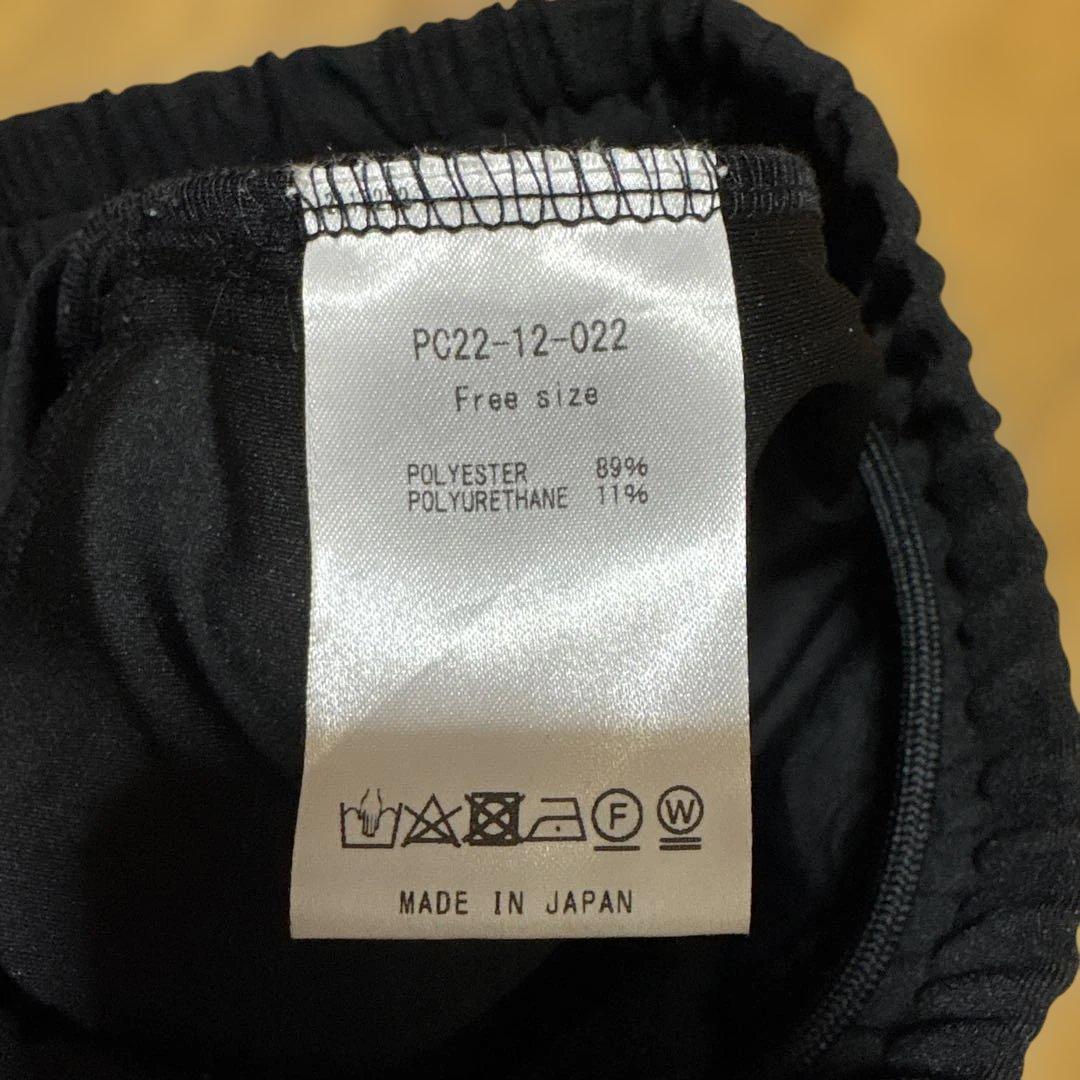 PC22-12-022
Free size
POLYESTER 89%
POLYURETHANE 11%
F W
MADE IN JAPAN